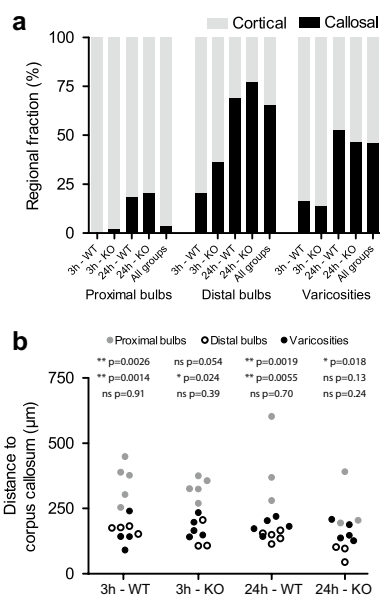 a
Cortical Callosal
100
75
50
25
0
Regional fraction (%)
3h - WT
3h - KO
24h - WT
24h - KO
All groups
3h - WT
3h - KO
24h - WT
24h - KO
All groups
3h - WT
3h - KO
24h - WT
24h - KO
All groups
Proximal bulbs Distal bulbs Varicosities
b
Proximal bulbs Distal bulbs Varicosities
** p=0.0026 ns p=0.054 ** p=0.0019 * p=0.018
** p=0.0014 * p=0.024 ** p=0.0055 ns p=0.13
ns p=0.91 ns p=0.39 ns p=0.70 ns p=0.24
750
500
250
0
Distance to
corpus callosum (μm)
3h - WT 3h - KO 24h - WT 24h - KO